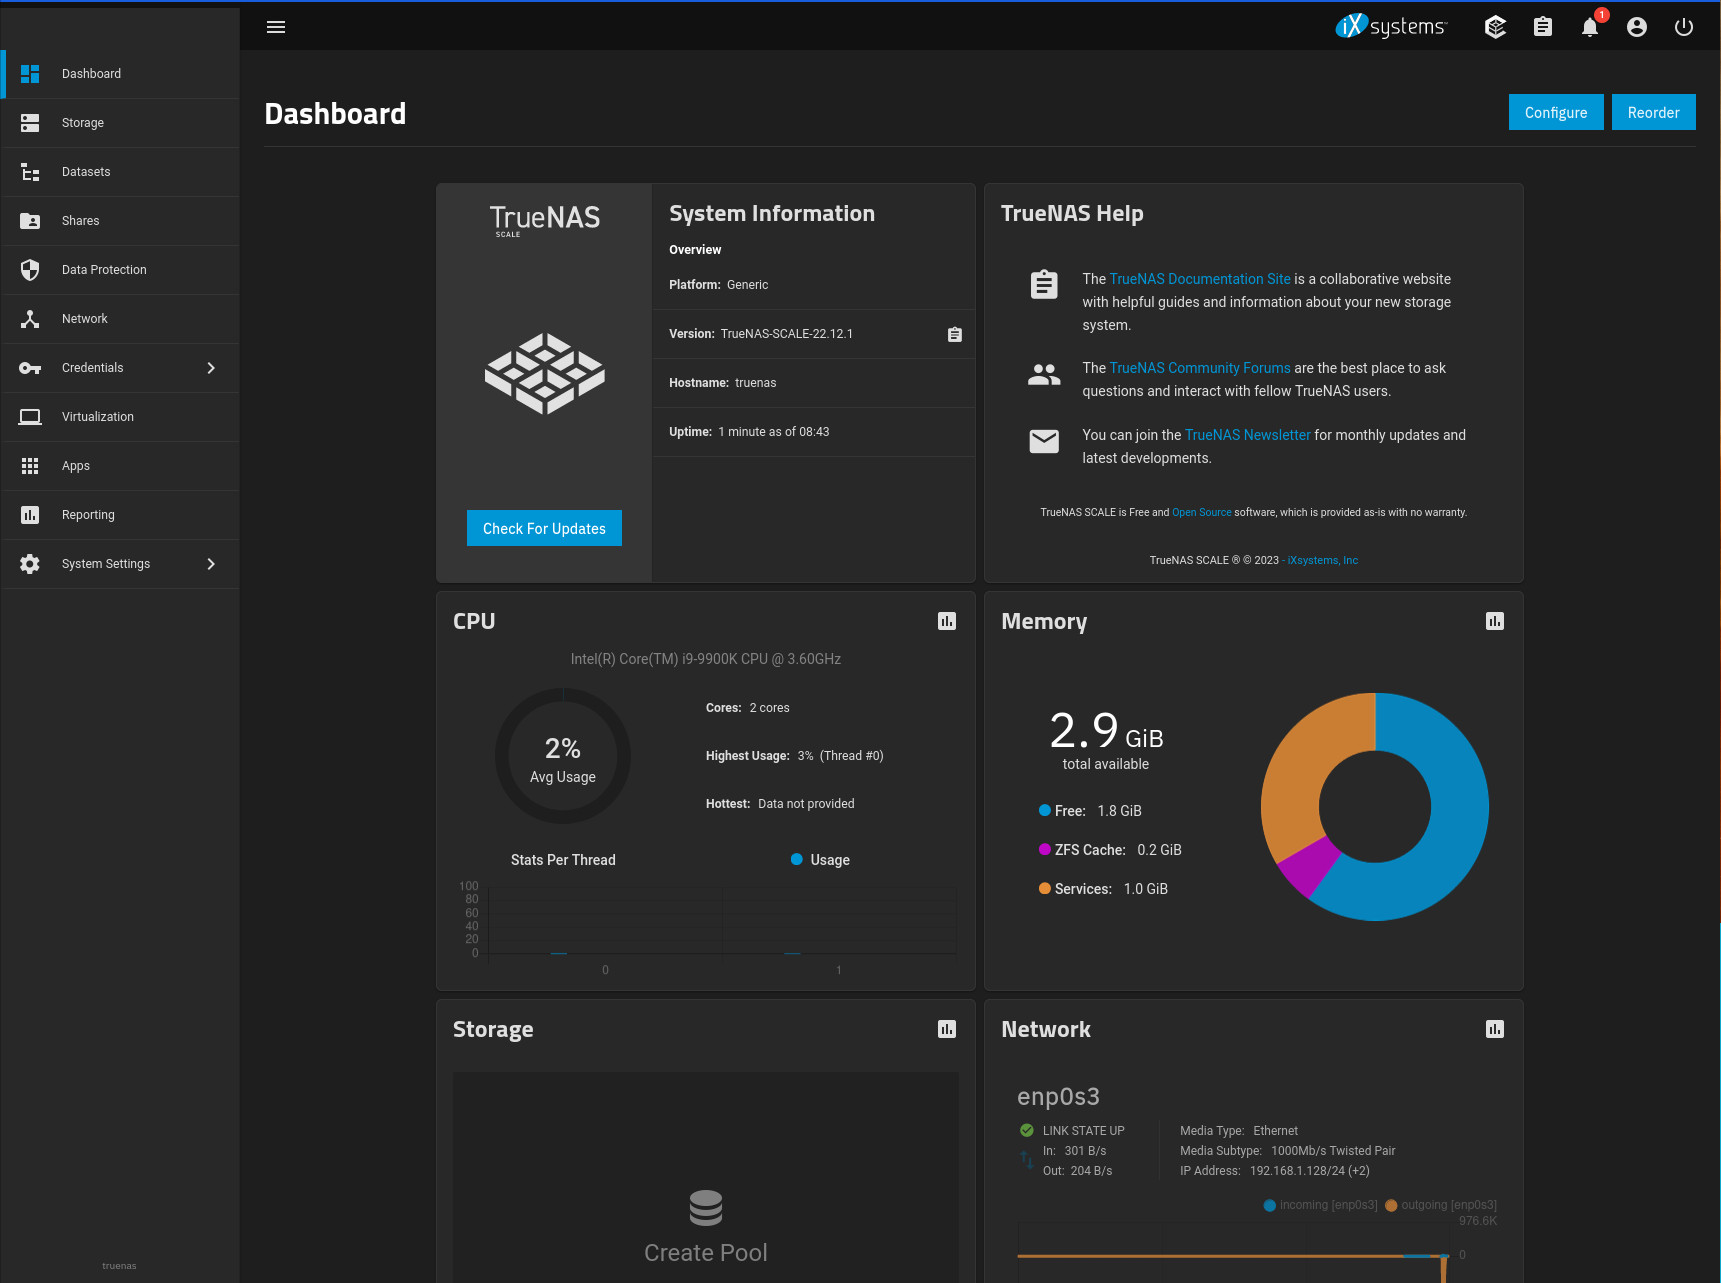 iXsystems
1
Dashboard
Storage
Datasets
Shares
Data Protection
Network
Credentials
Virtualization
Apps
Reporting
System Settings
truenas
Dashboard
Configure
Reorder
TrueNAS
SCALE
Check For Updates
System Information
Overview
Platform: Generic
Version: TrueNAS-SCALE-22.12.1
Hostname: truenas
Uptime: 1 minute as of 08:43
TrueNAS Help
The TrueNAS Documentation Site is a collaborative website
with helpful guides and information about your new storage
system.
The TrueNAS Community Forums are the best place to ask
questions and interact with fellow TrueNAS users.
You can join the TrueNAS Newsletter for monthly updates and
latest developments.
TrueNAS SCALE is Free and Open Source software, which is provided as-is with no warranty.
TrueNAS SCALE ® © 2023 - iXsystems, Inc
CPU
Intel(R) Core(TM) i9-9900K CPU @ 3.60GHz
2%
Avg Usage
Cores: 2 cores
Highest Usage: 3% (Thread #0)
Hottest: Data not provided
Stats Per Thread
Usage
100
80
60
40
20
0
0
1
Memory
2.9 GiB
total available
Free: 1.8 GiB
ZFS Cache: 0.2 GiB
Services: 1.0 GiB
Storage
Create Pool
Network
enp0s3
LINK STATE UP
In: 301 B/s
Out: 204 B/s
Media Type: Ethernet
Media Subtype: 1000Mb/s Twisted Pair
IP Address: 192.168.1.128/24 (+2)
incoming [enp0s3]
outgoing [enp0s3]
976.6K
0